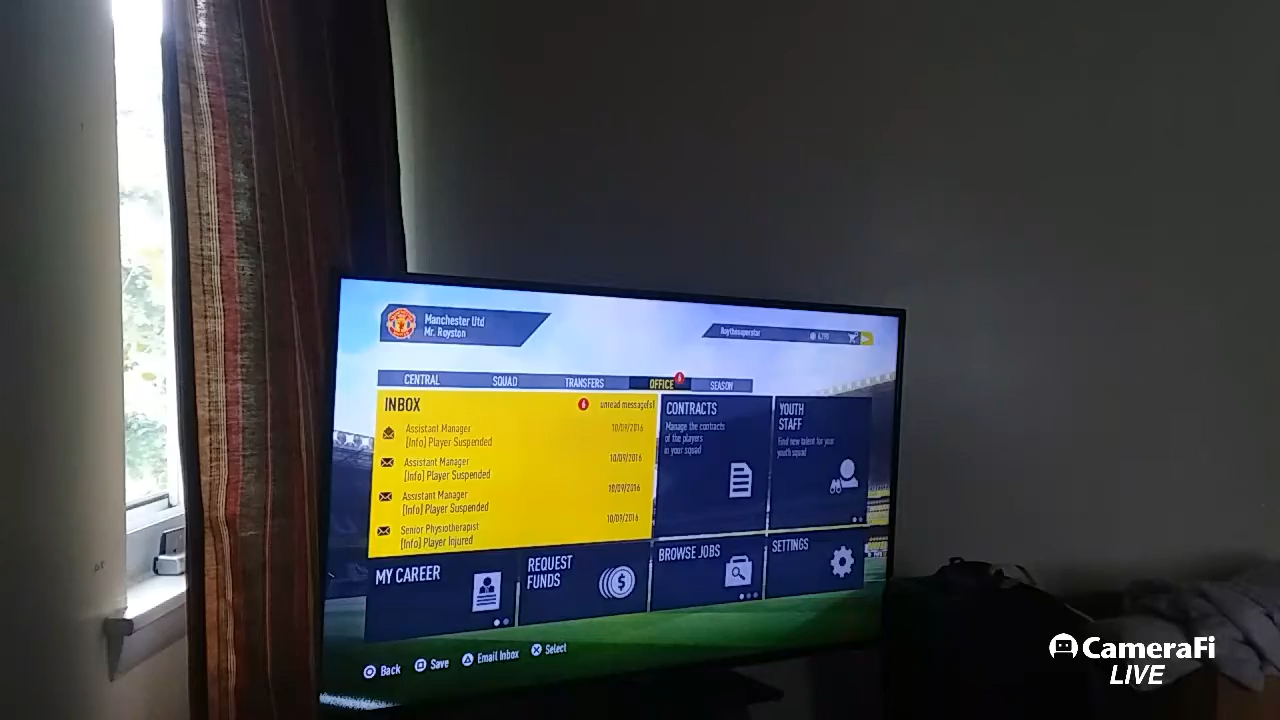 Manchester Utd
Mr. Royston
Roythesuperstar
CENTRAL
SQUAD
TRANSFERS
OFFICE
SEASON
INBOX
6 unread message(s)
Assistant Manager
[Info] Player Suspended
10/09/2016
Assistant Manager
[Info] Player Suspended
10/09/2016
Assistant Manager
[Info] Player Suspended
10/09/2016
Senior Physiotherapist
[Info] Player Injured
10/09/2016
CONTRACTS
Manage the contracts
of the players
in your squad
YOUTH
STAFF
Find new talent for your
youth squad
MY CAREER
REQUEST
FUNDS
BROWSE JOBS
SETTINGS
Back
Save
Email Inbox
Select
CameraFi
LIVE